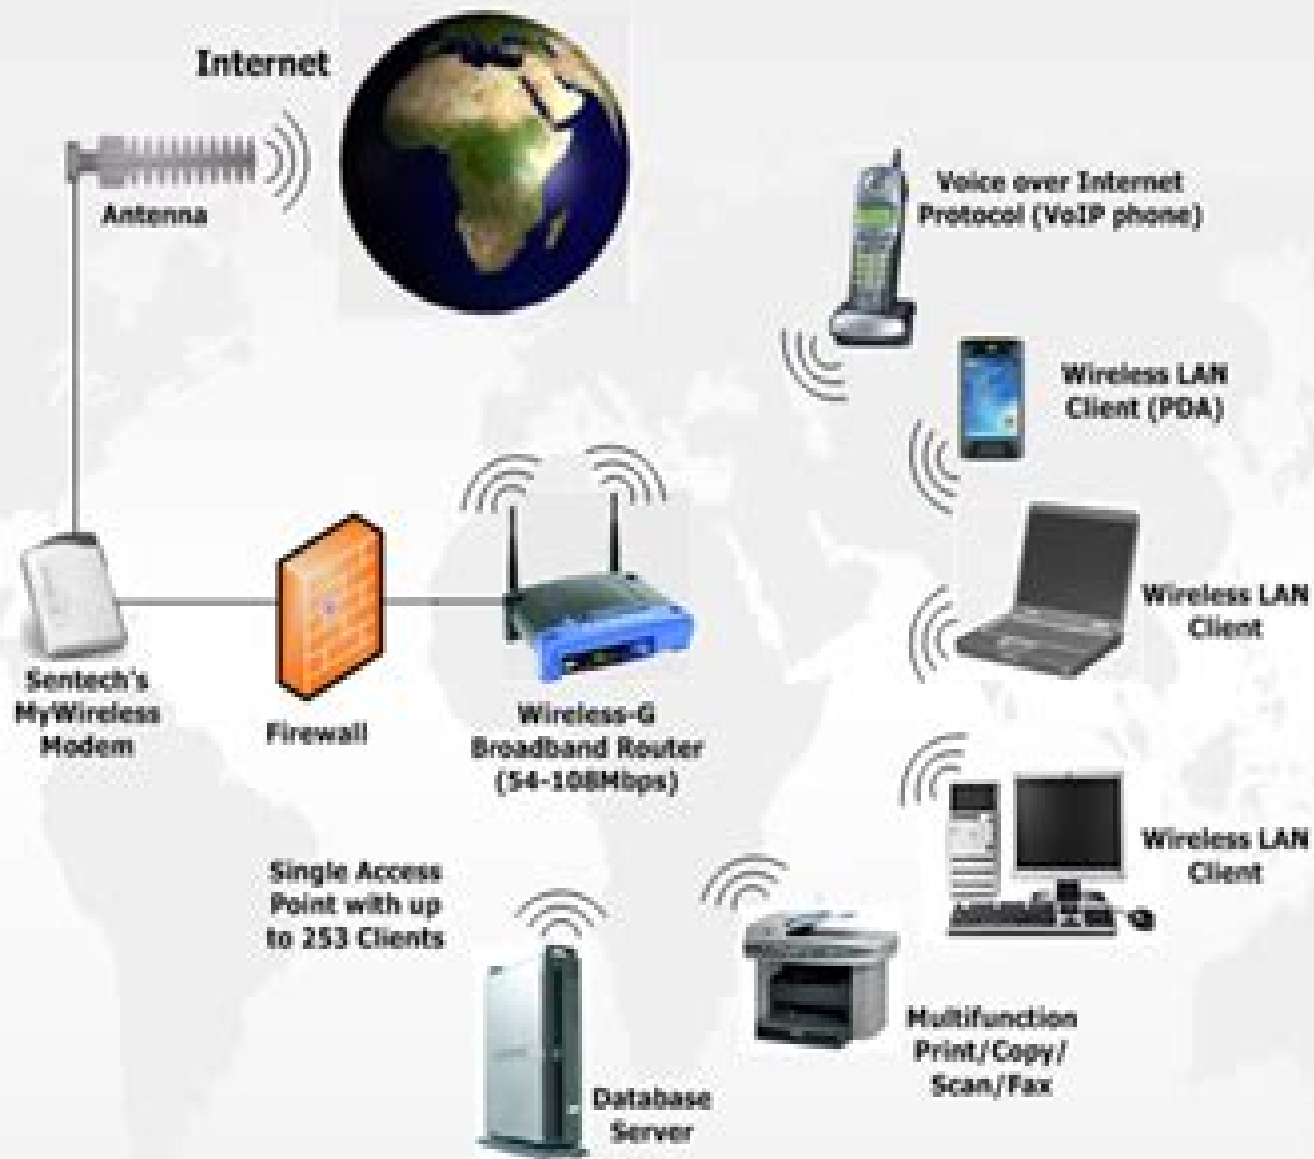 Internet
Antenna
Voice over Internet
Protocol (VoIP phone)
Wireless LAN
Client (PDA)
Wireless LAN
Client
Sentech's
MyWireless
Modem
Firewall
Wireless-G
Broadband Router
(54-108Mbps)
Wireless LAN
Client
Single Access
Point with up
to 253 Clients
Multifunction
Print/Copy/
Scan/Fax
Database
Server